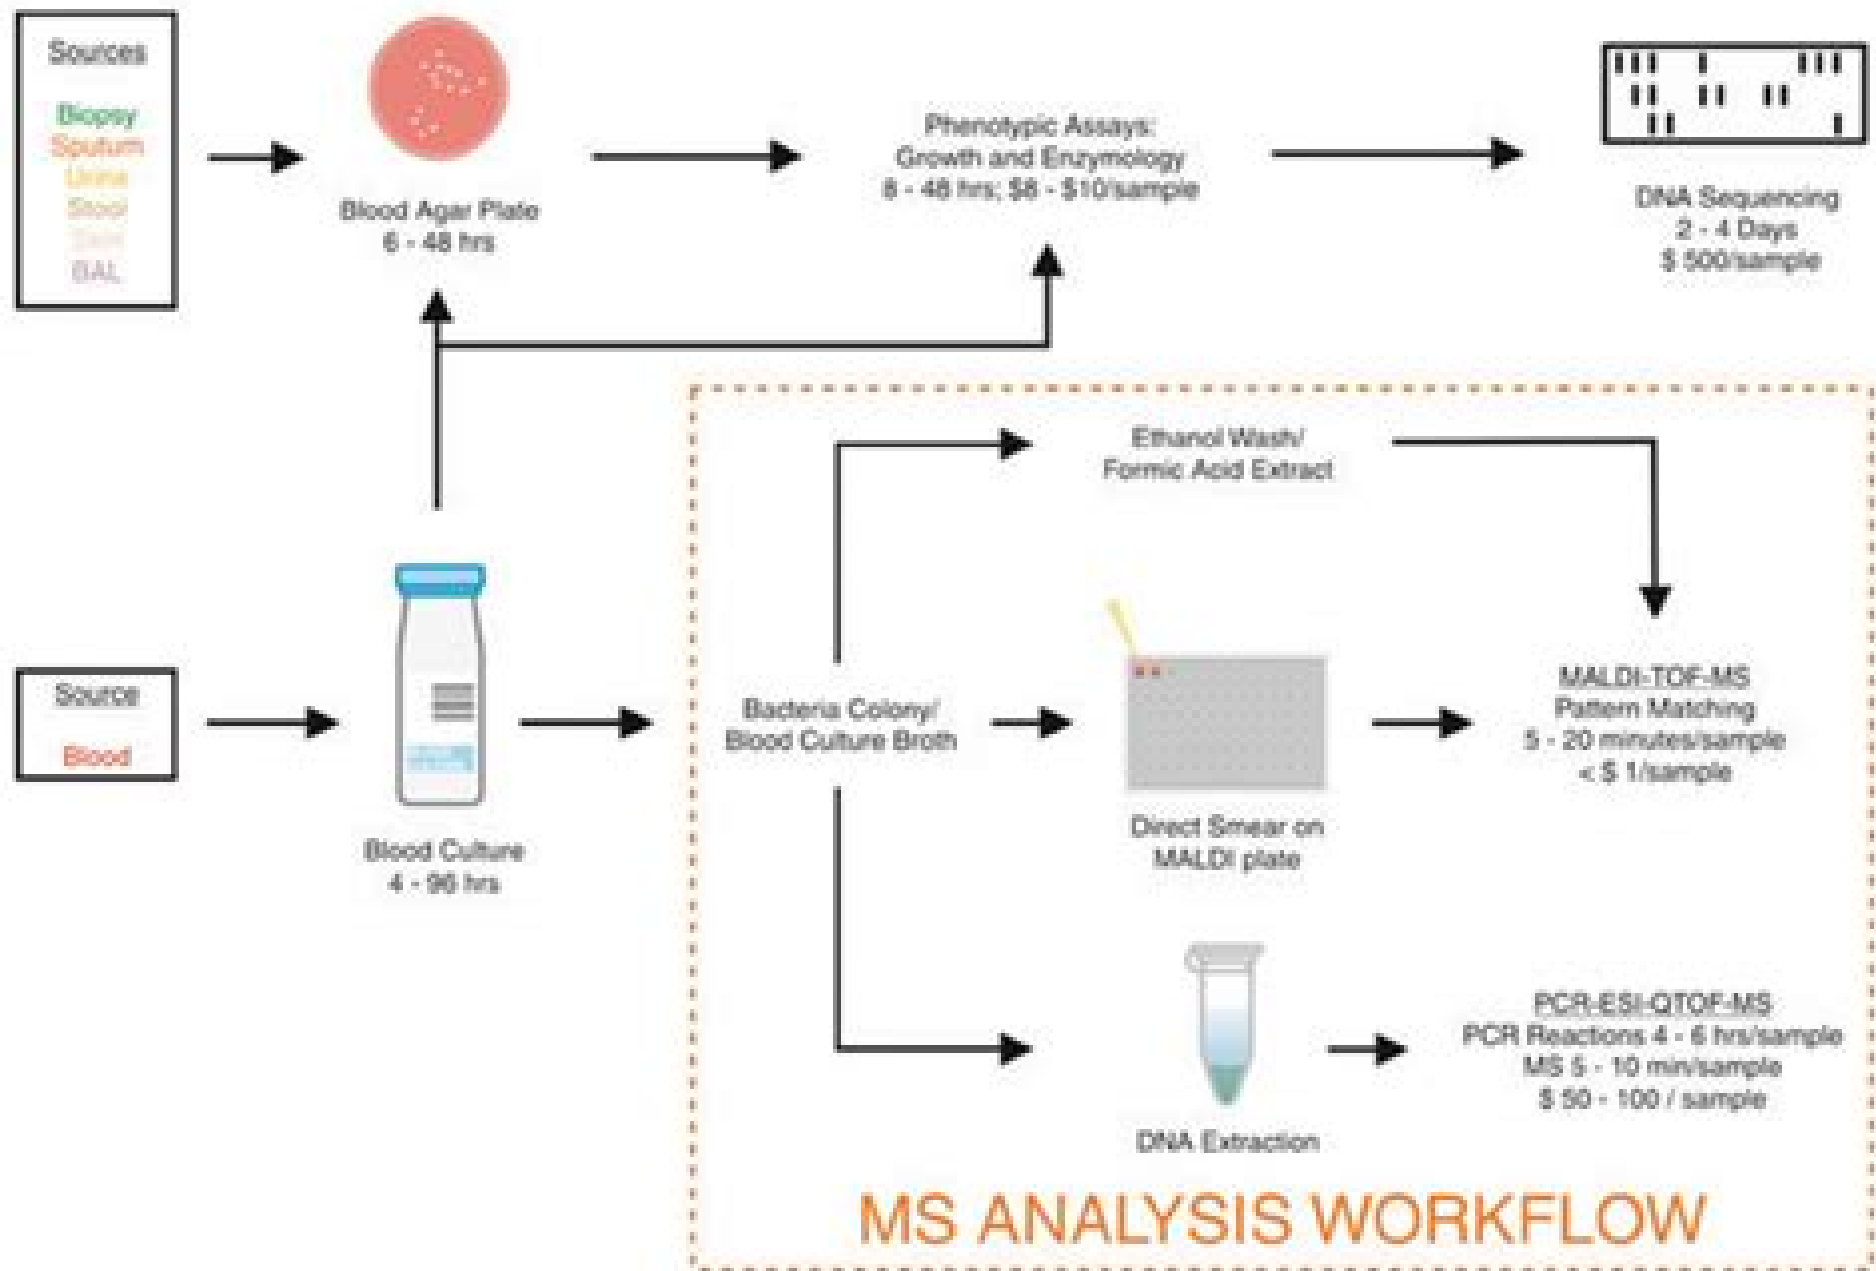 Sources
Biopsy
Sputum
Urine
Stool
BAL
Blood Agar Plate
6 - 48 hrs
Phenotypic Assays:
Growth and Enzymology
8 - 48 hrs; $8 - $10/sample
DNA Sequencing
2 - 4 Days
$ 500/sample
Source
Blood
Blood Culture
4 - 96 hrs
Bacteria Colony/
Blood Culture Broth
Ethanol Wash/
Formic Acid Extract
Direct Smear on
MALDI plate
MALDI-TOF-MS
Pattern Matching
5 - 20 minutes/sample
< $ 1/sample
DNA Extraction
PCR-ESI-QTOF-MS
PCR Reactions 4 - 6 hrs/sample
MS 5 - 10 min/sample
$ 50 - 100 / sample
MS ANALYSIS WORKFLOW